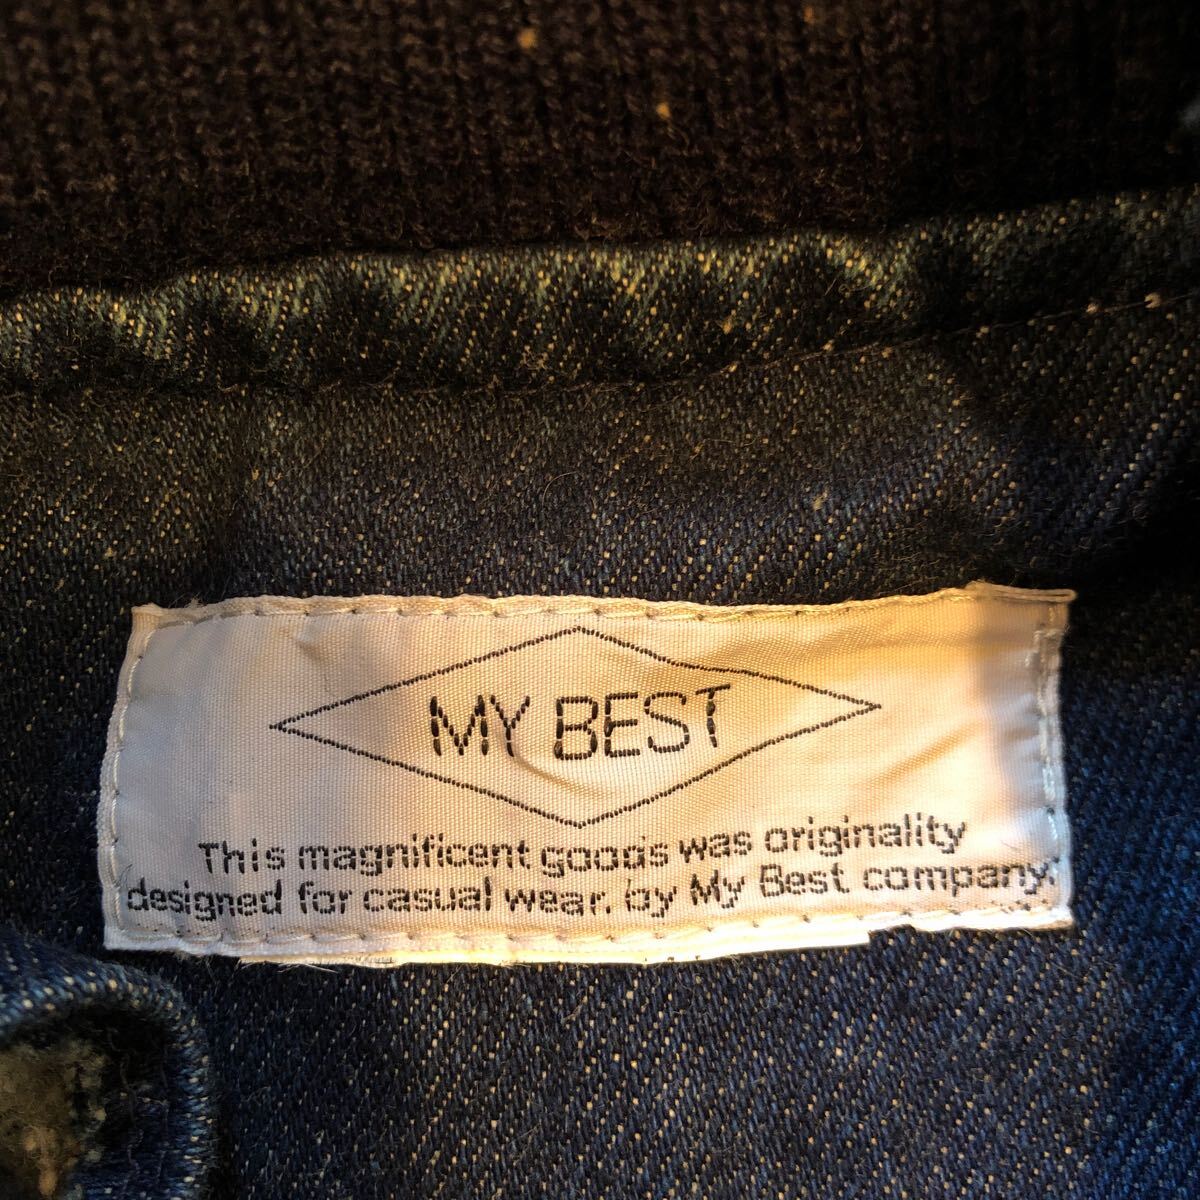 MY BEST
This magnificent goods was originality
designed for casual wear. by My Best company.